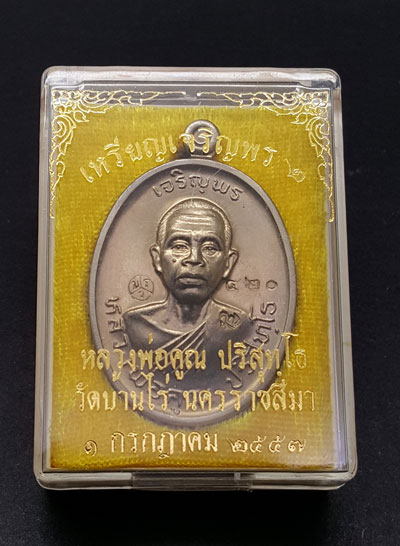 เหรียญเจริญพร ๒
เจริญพร
๔๒๐
หลวงพ่อคูณ ปริสุทฺโธ
วัดบ้านไร่ นครราชสีมา
๑ กรกฎาคม ๒๕๕๗